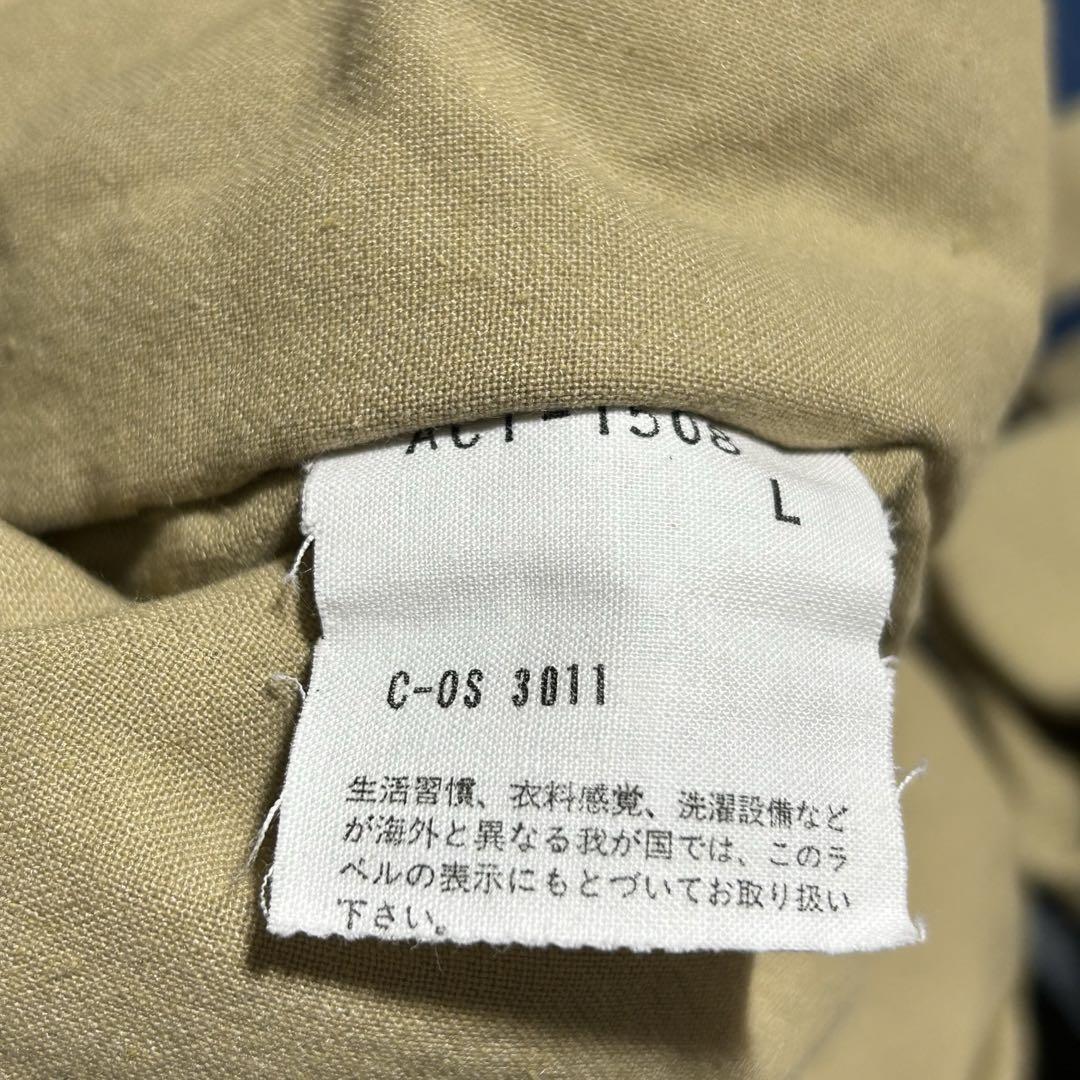 ACT-1508
L
C-OS 3011
生活習慣、衣料感覚、洗濯設備など
が海外と異なる我が国では、このラ
ベルの表示にもとづいてお取り扱い
下さい。